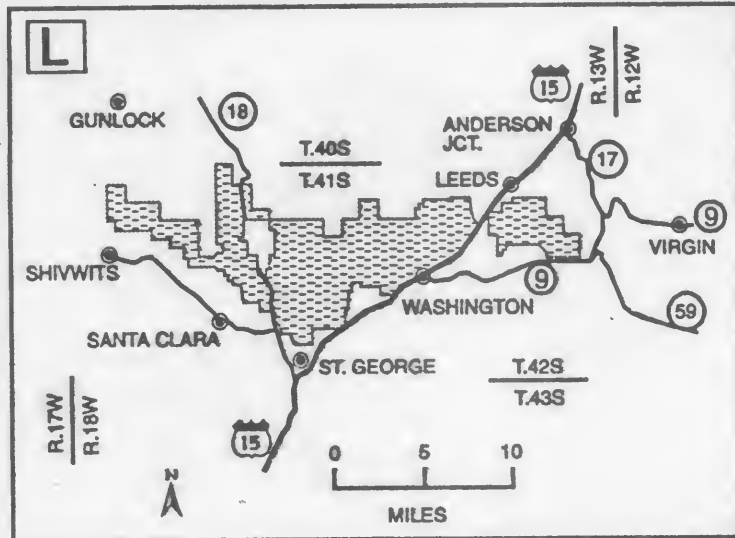 L
GUNLOCK
18
T.40S
T.41S
15
R.13W
R.12W
ANDERSON
JCT.
17
LEEDS
9
VIRGIN
SHIVWITS
WASHINGTON
9
59
SANTA CLARA
ST. GEORGE
T.42S
T.43S
R.17W
R.18W
15
N
0 5 10
MILES